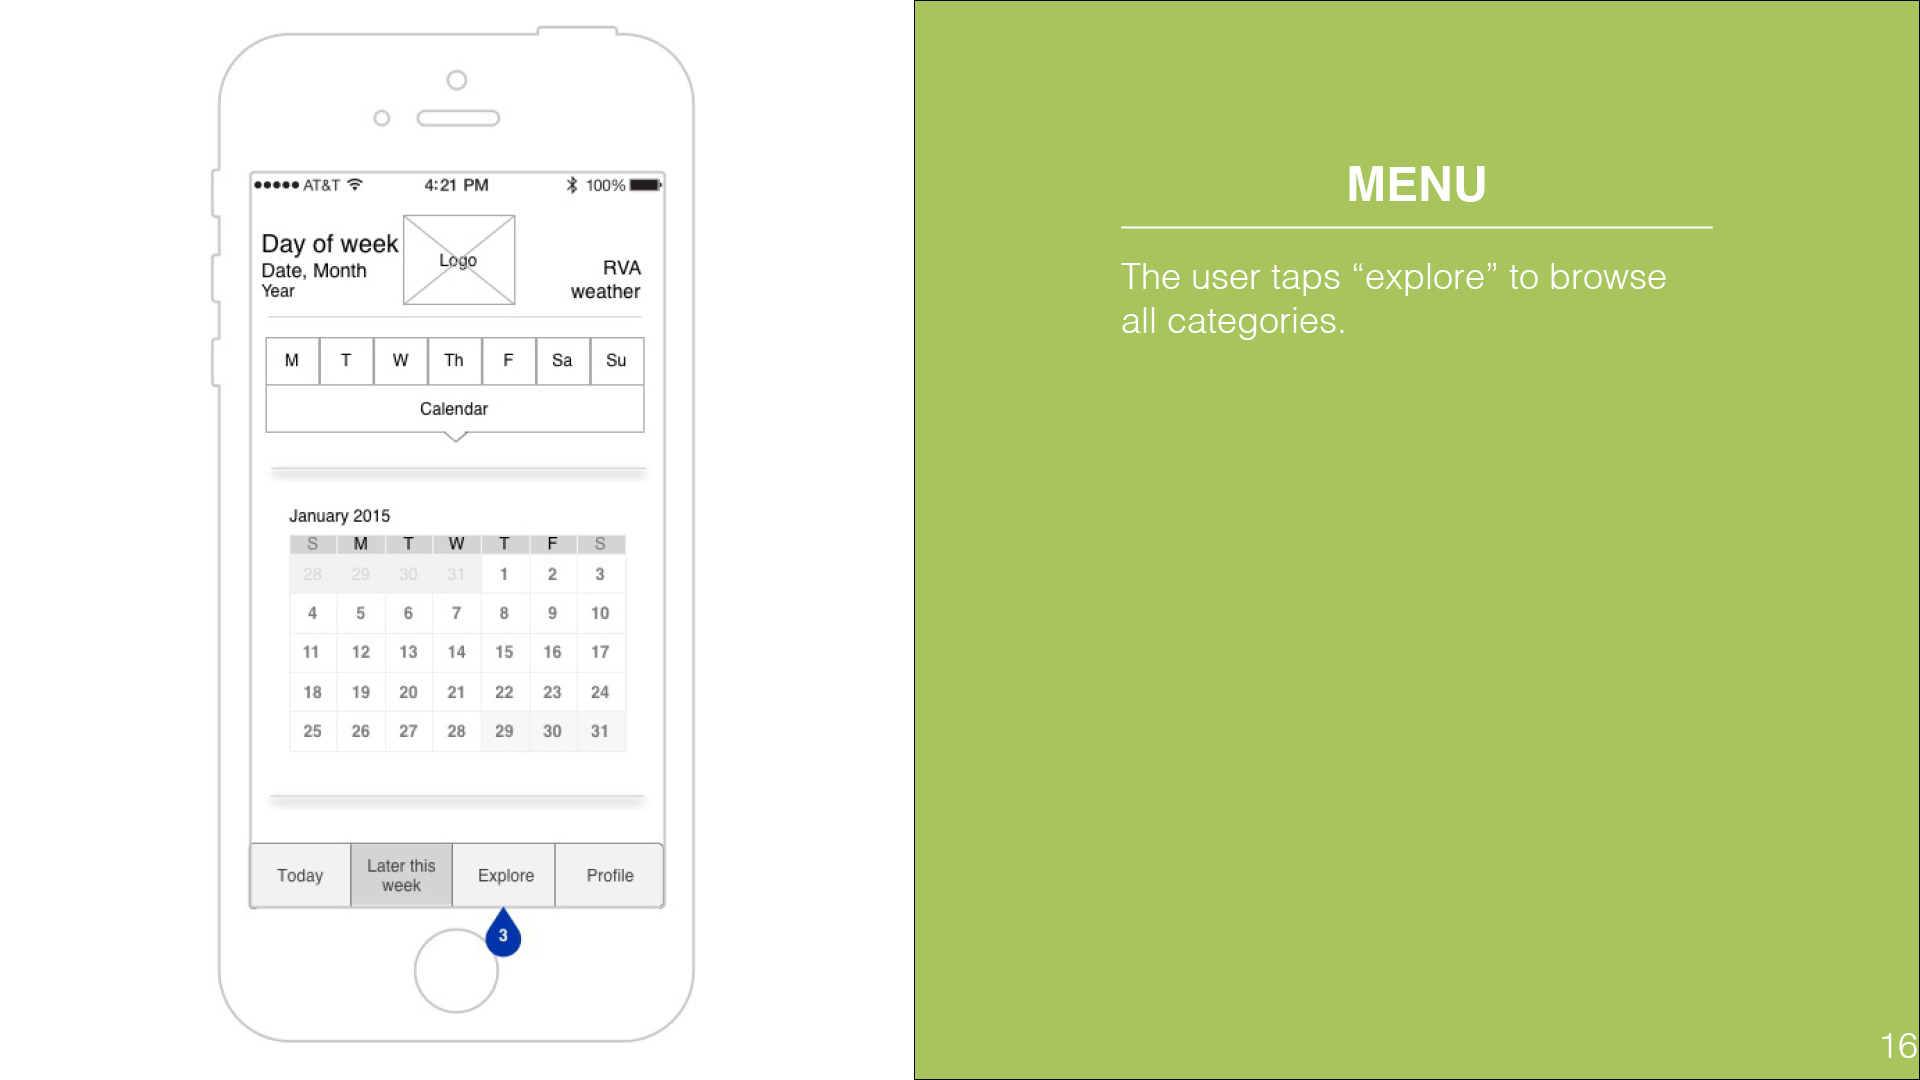 ●●●●● AT&T 4:21 PM 100%
Day of week
Date, Month
Year
Logo
RVA
weather
M T W Th F Sa Su
Calendar
January 2015
S M T W T F S
28 29 30 31 1 2 3
4 5 6 7 8 9 10
11 12 13 14 15 16 17
18 19 20 21 22 23 24
25 26 27 28 29 30 31
Today
Later this
week
Explore
Profile
3
MENU
The user taps “explore” to browse
all categories.
16